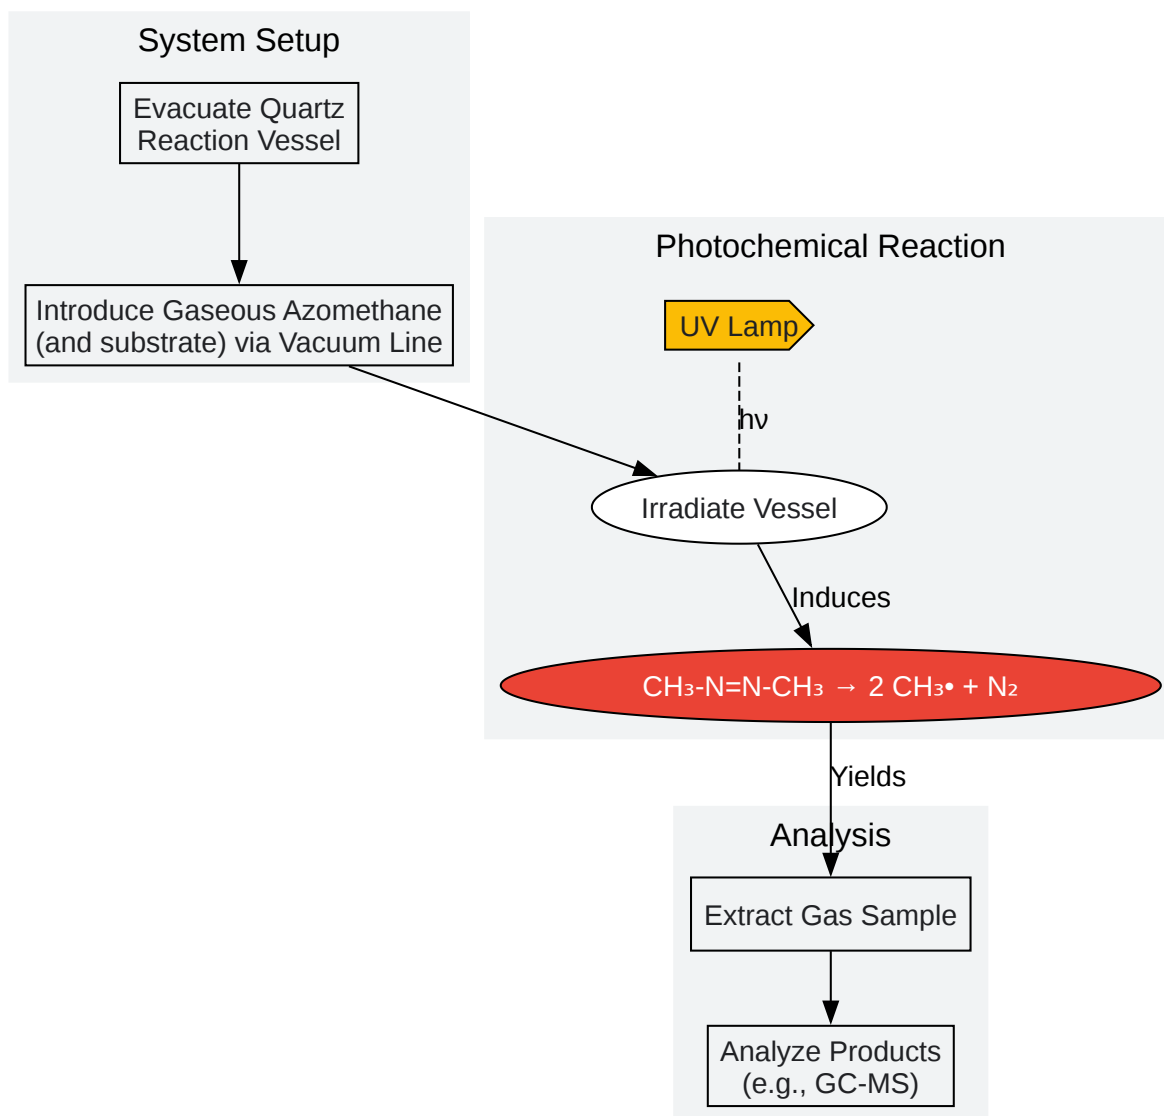 System Setup
Evacuate Quartz
Reaction Vessel
Introduce Gaseous Azomethane
(and substrate) via Vacuum Line
Photochemical Reaction
UV Lamp
hν
Irradiate Vessel
Induces
CH₃-N=N-CH₃ → 2 CH₃• + N₂
Yields
Analysis
Extract Gas Sample
Analyze Products
(e.g., GC-MS)